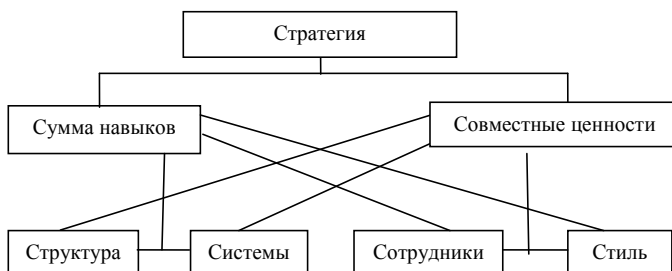 Стратегия
Сумма навыков
Совместные ценности
Структура
Системы
Сотрудники
Стиль